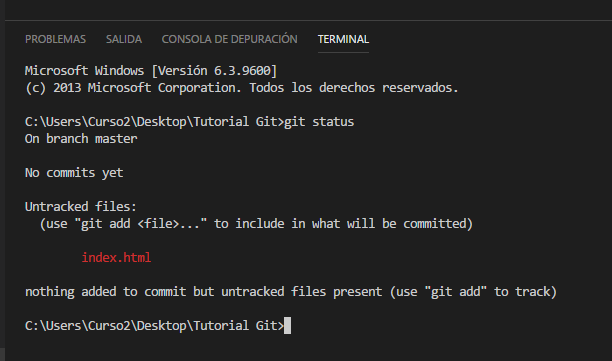 PROBLEMAS SALIDA CONSOLA DE DEPURACIÓN TERMINAL
Microsoft Windows [Versión 6.3.9600]
(c) 2013 Microsoft Corporation. Todos los derechos reservados.
C:\Users\Curso2\Desktop\Tutorial Git>git status
On branch master
No commits yet
Untracked files:
(use "git add <file>..." to include in what will be committed)
index.html
nothing added to commit but untracked files present (use "git add" to track)
C:\Users\Curso2\Desktop\Tutorial Git>